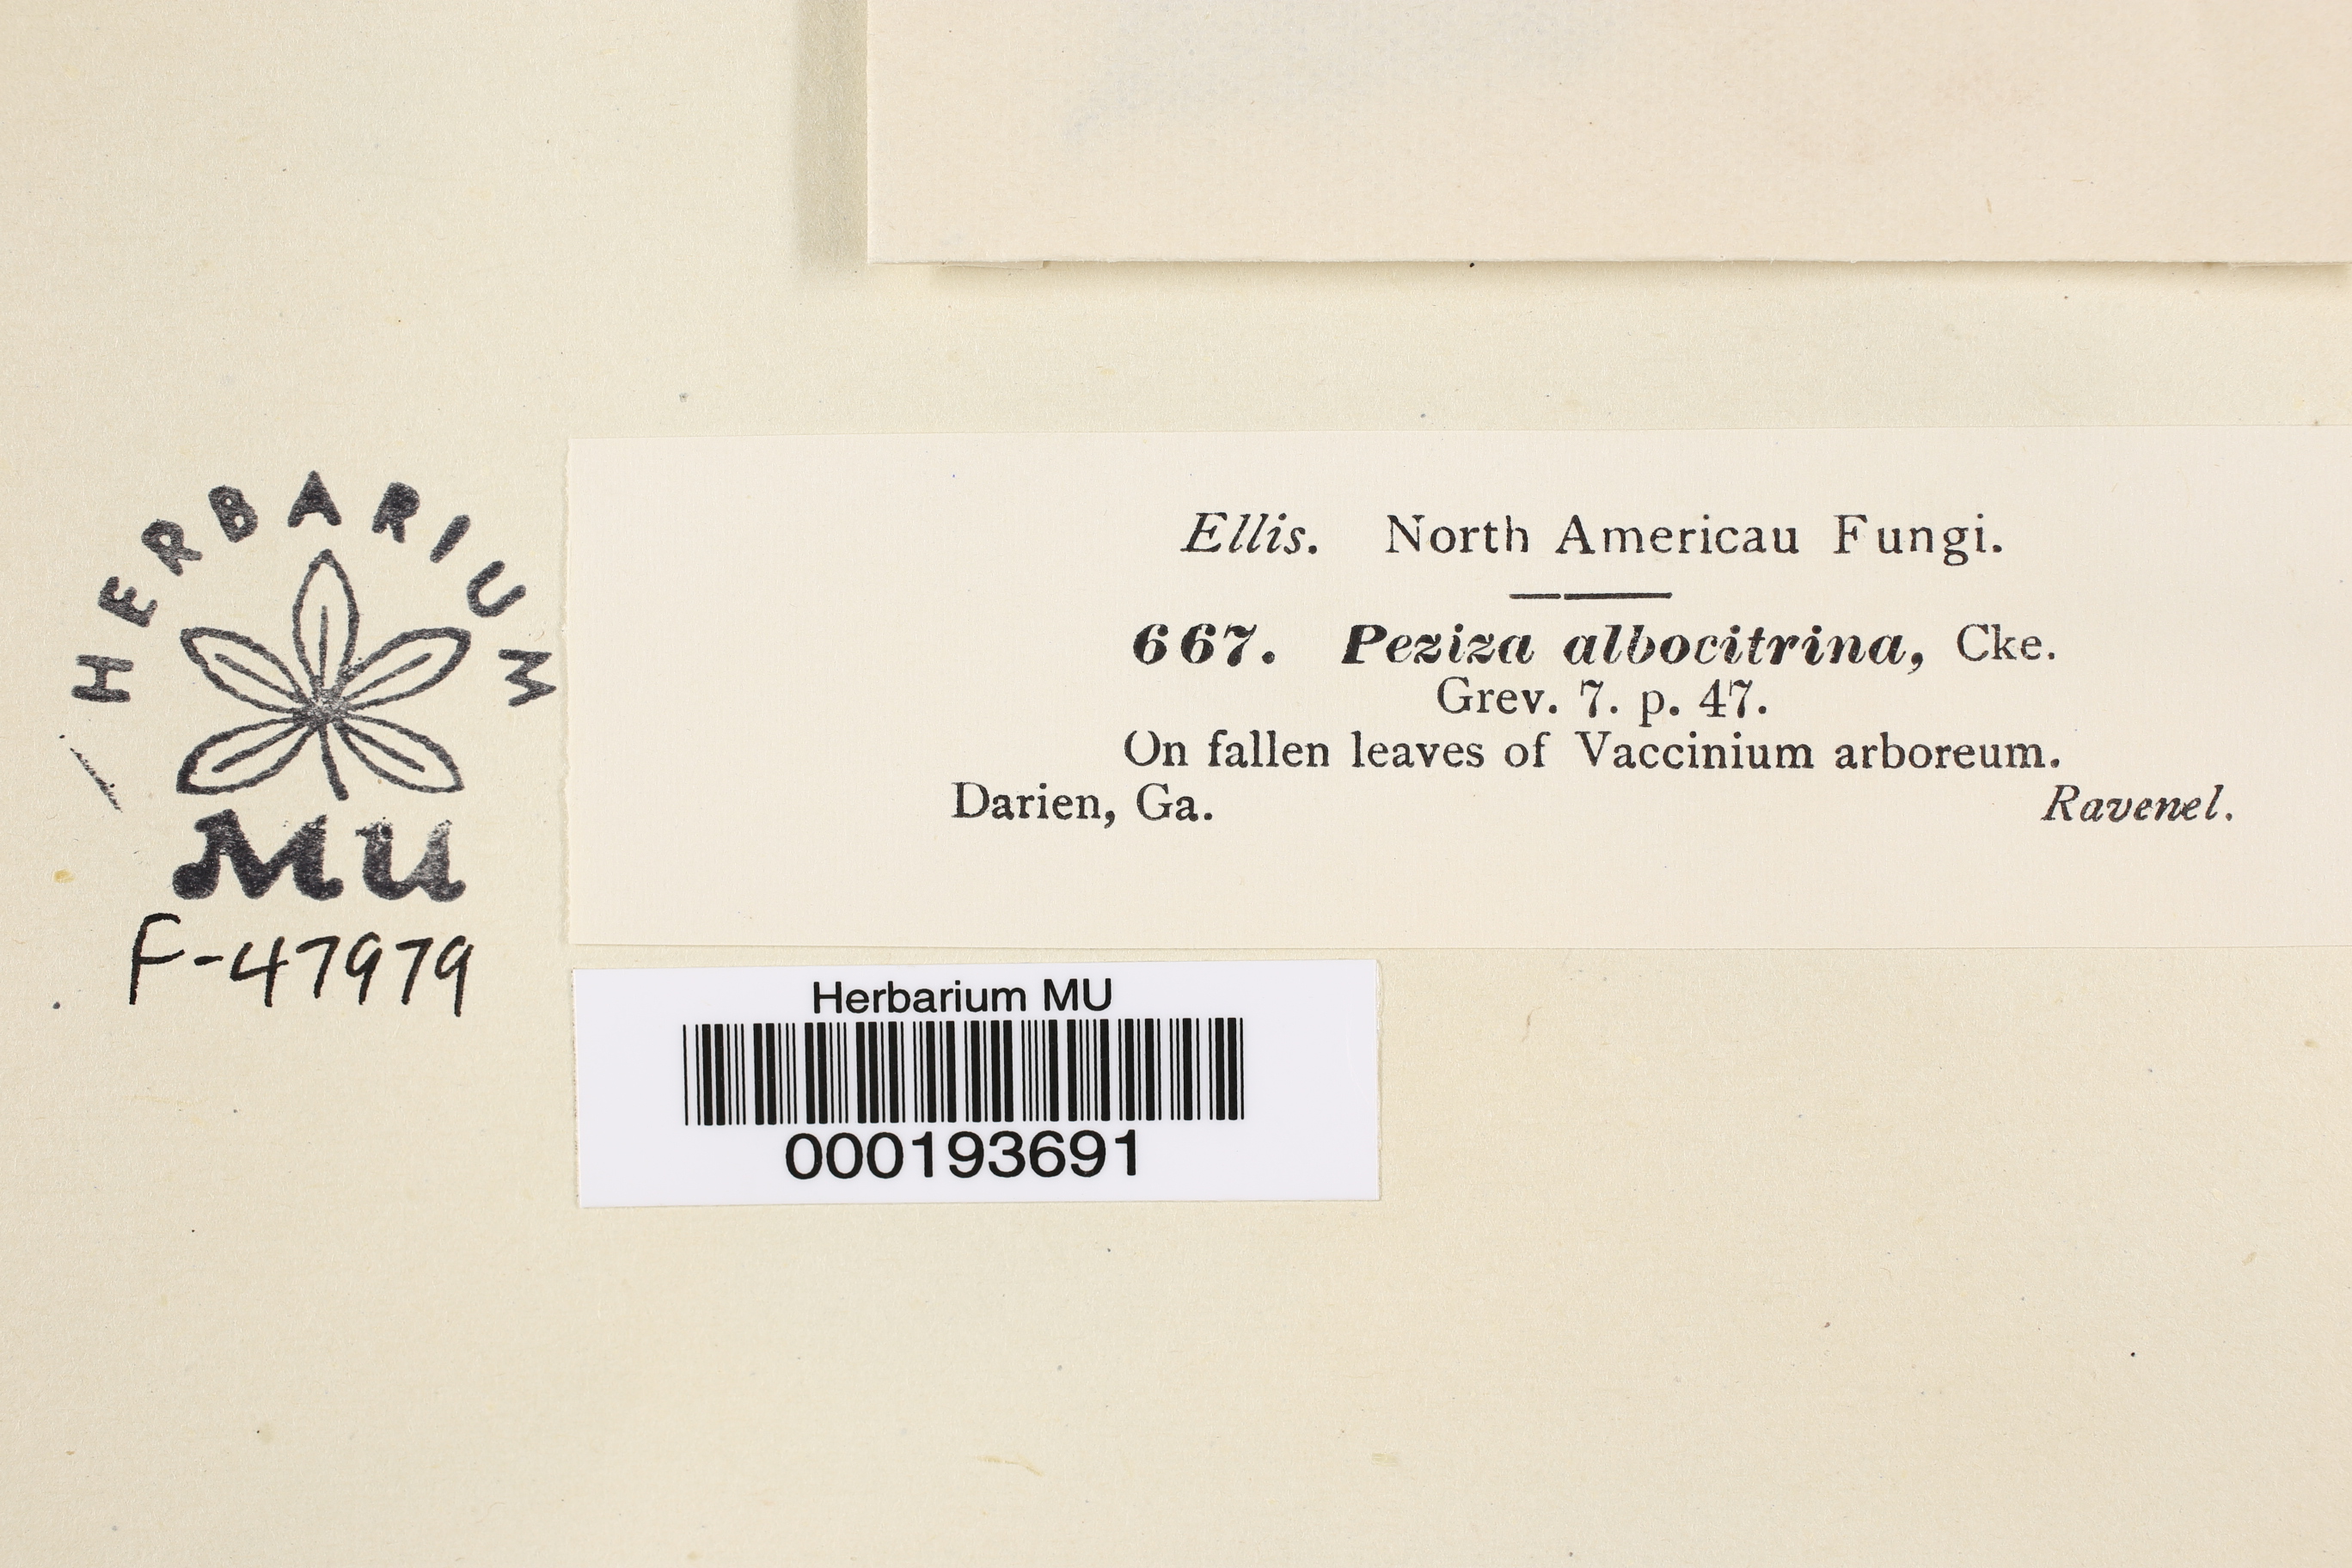 HERBARIUM
MU
F-47979
Ellis. North Americau Fungi.
667. Peziza albocitrina, Cke.
Grev. 7. p. 47.
On fallen leaves of Vaccinium arboreum.
Darien, Ga. Ravenel.
Herbarium MU
000193691